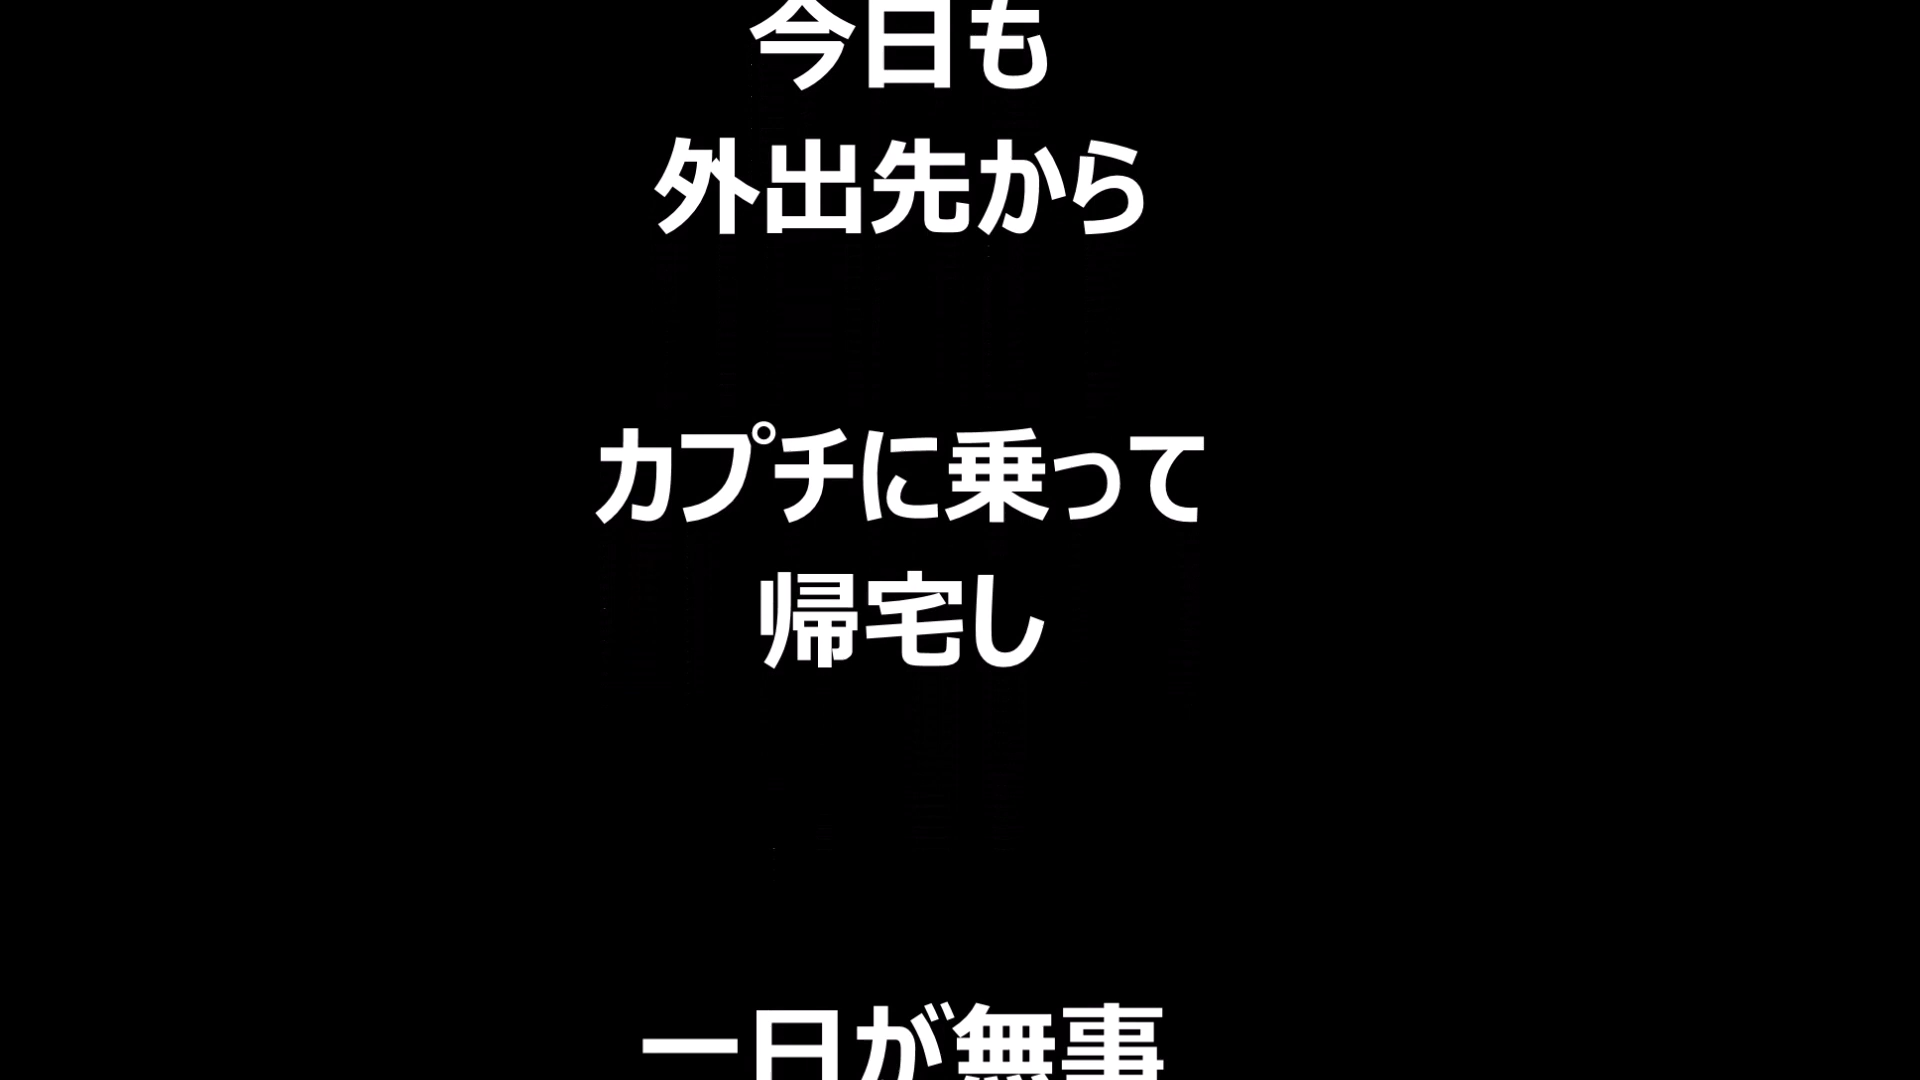 今日も
外出先から
カプチに乗って
帰宅し
一日が無事